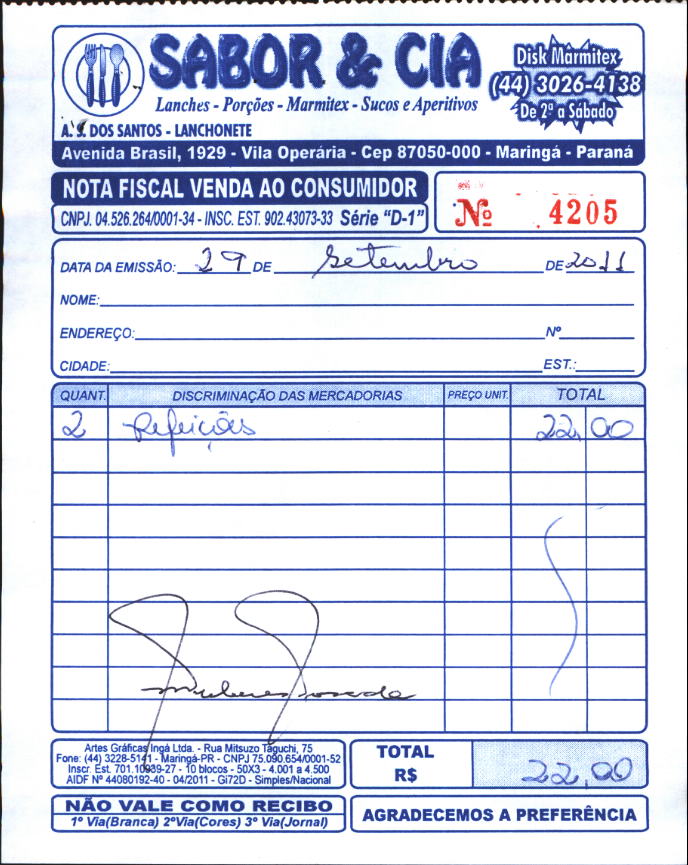 SABOR & CIA
Disk Marmitex
(44) 3026-4138
De 2ª a Sábado
Lanches - Porções - Marmitex - Sucos e Aperitivos
A. S. DOS SANTOS - LANCHONETE
Avenida Brasil, 1929 - Vila Operária - Cep 87050-000 - Maringá - Paraná
NOTA FISCAL VENDA AO CONSUMIDOR
CNPJ. 04.526.264/0001-34 - INSC. EST. 902.43073-33 Série "D-1"
Nº 4205
DATA DA EMISSÃO: 29 DE Setembro DE 2011
NOME:
ENDEREÇO: Nº
CIDADE: EST.:
QUANT. DISCRIMINAÇÃO DAS MERCADORIAS PREÇO UNIT. TOTAL
2 Refeições 22,00
Artes Gráficas Ingá Ltda. - Rua Mitsuzo Taguchi, 75
Fone: (44) 3228-5141 - Maringá-PR - CNPJ 75.090.654/0001-52
Inscr. Est. 701.10939-27 - 10 blocos - 50X3 - 4.001 a 4.500
AIDF Nº 44080192-40 - 04/2011 - Gi72D - Simples/Nacional
TOTAL
R$ 22,00
NÃO VALE COMO RECIBO
1º Via(Branca) 2ºVia(Cores) 3º Via(Jornal)
AGRADECEMOS A PREFERÊNCIA